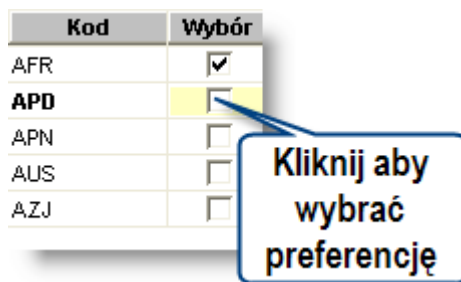 Kod Wybór
AFR
APD
APN
AUS
AZJ
Kliknij aby
wybrać
preferencję